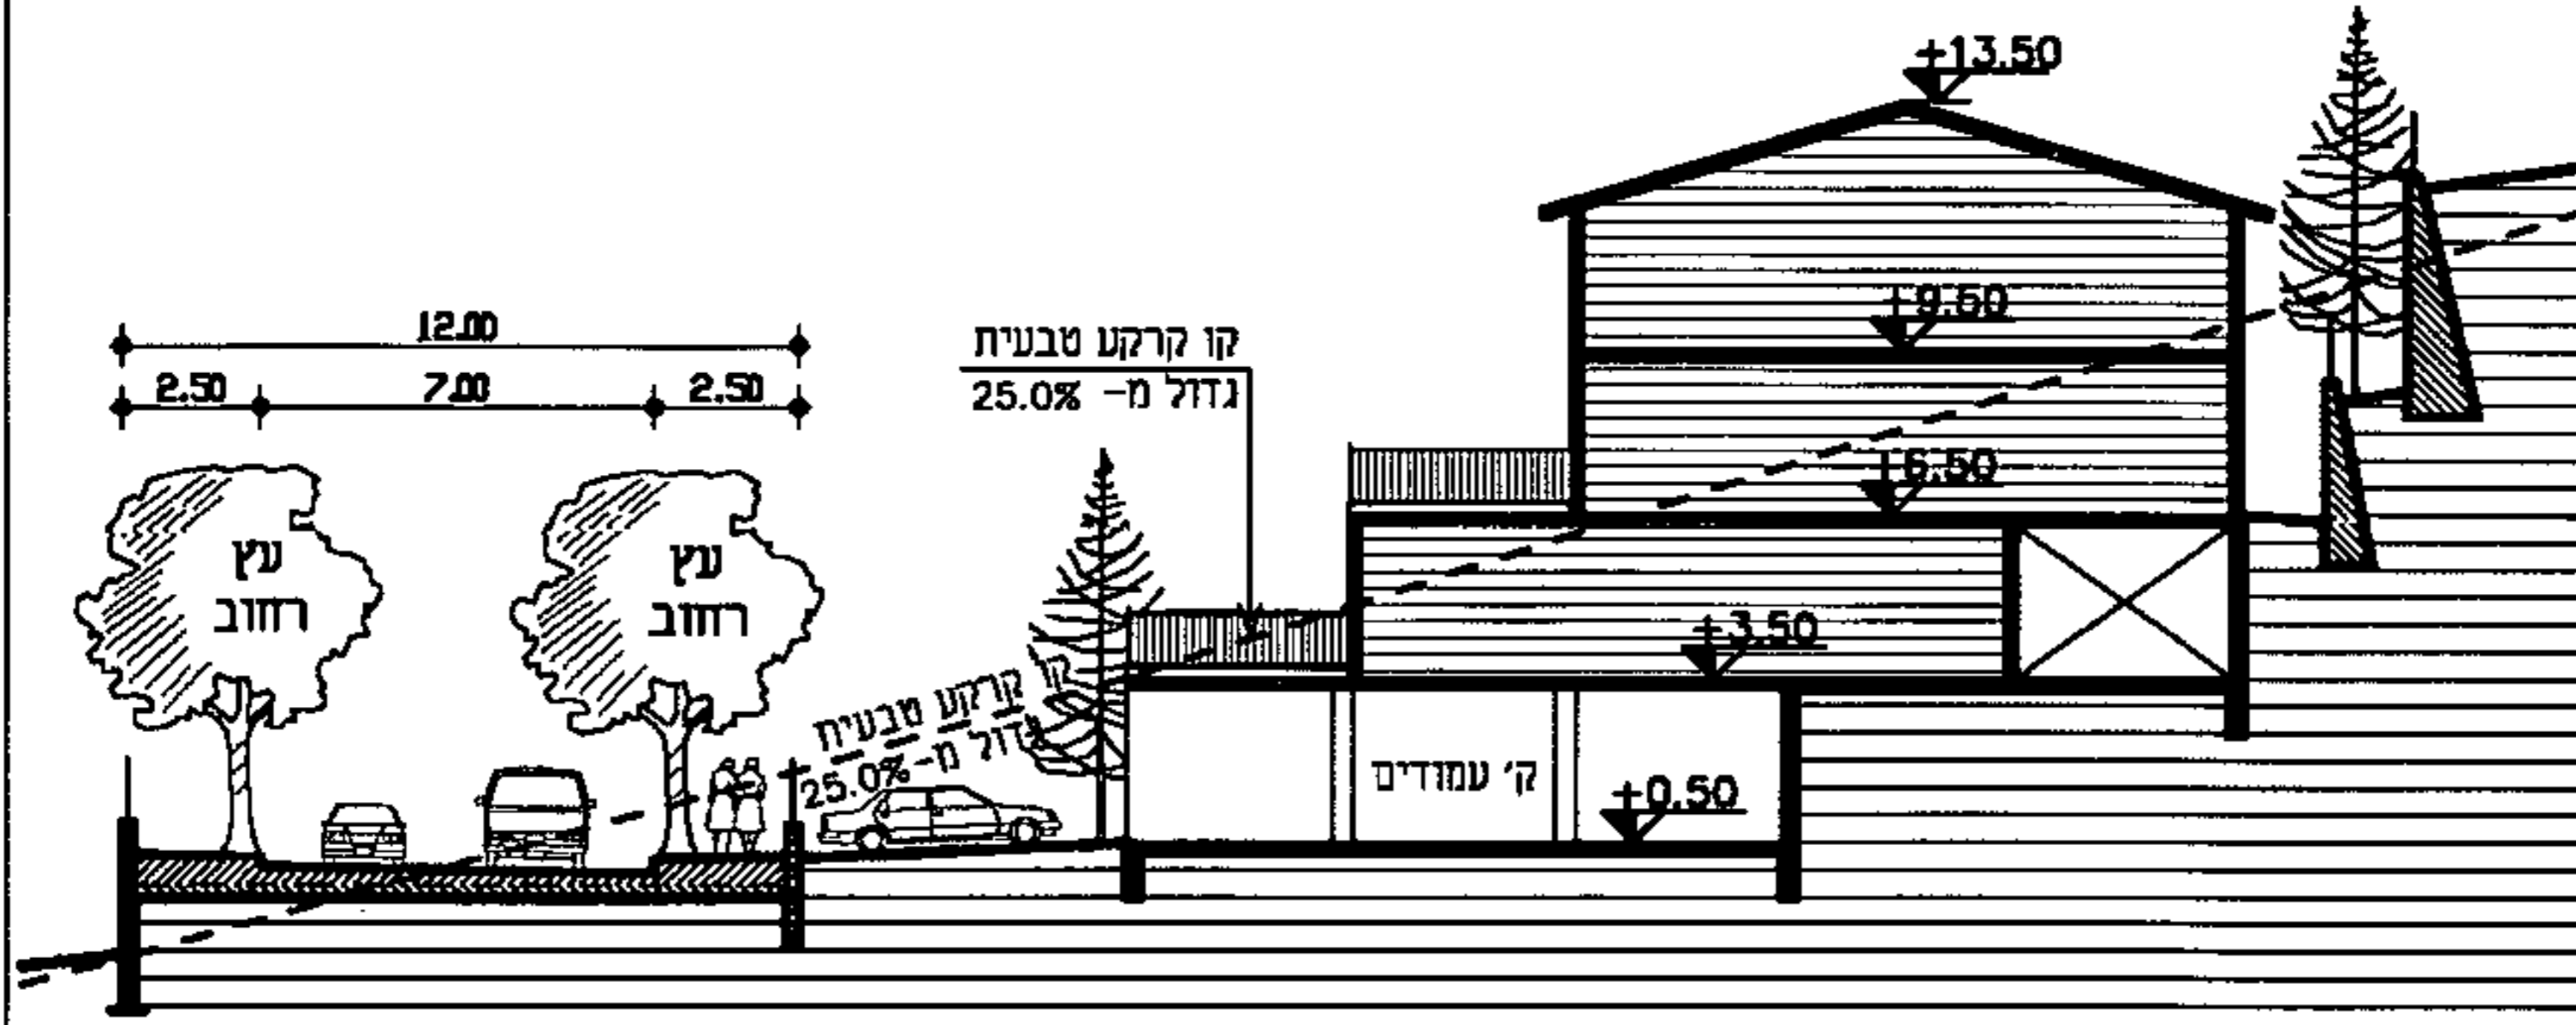 +13.50
+9.50
12.00
2.50 7.00 2.50
קו קרקע טבעית
גדול מ- 25.0%
+6.50
עץ
רחוב
עץ
רחוב
+3.50
קו קרקע טבעית
גדול מ-25.0%
ק' עמודים
+0.50